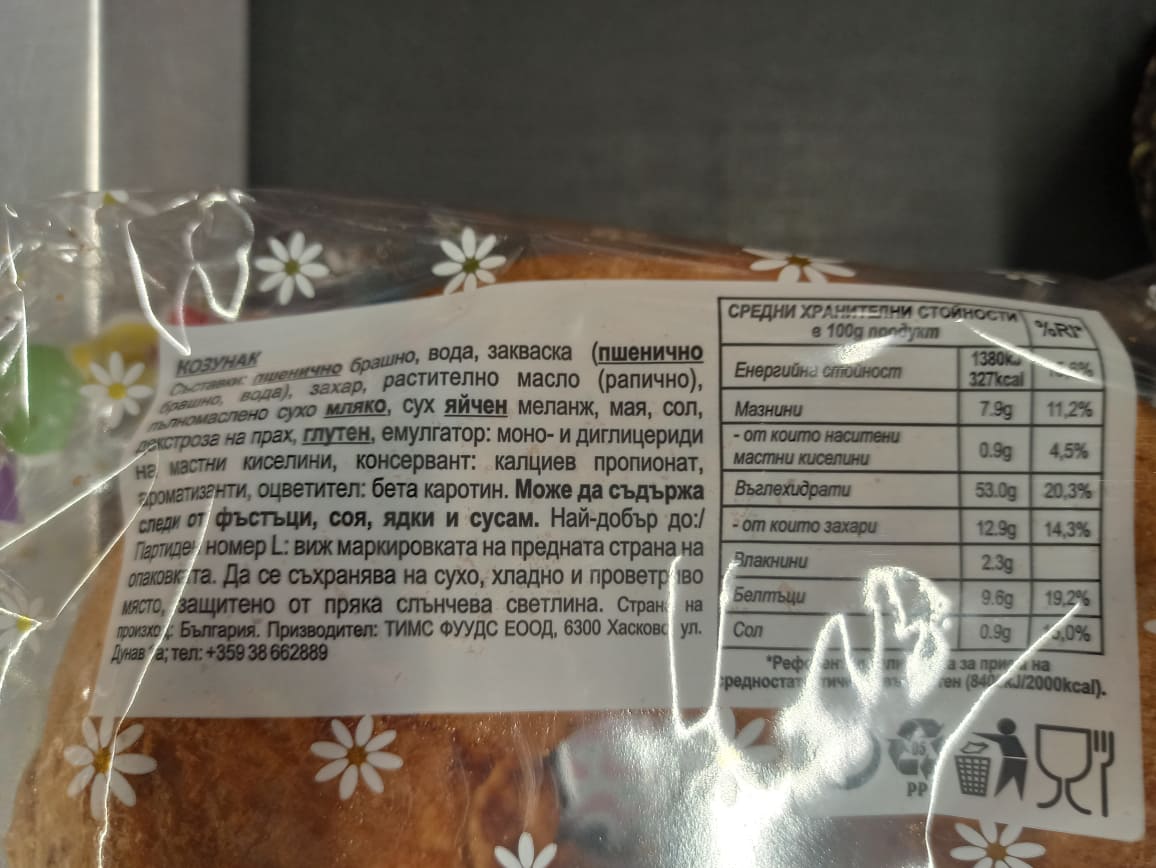 КОЗУНАК
Съставки: пшенично брашно, вода, закваска (пшенично
брашно, вода), захар, растително масло (рапично),
пълномаслено сухо мляко, сух яйчен меланж, мая, сол,
декстроза на прах, глутен, емулгатор: моно- и диглицериди
на мастни киселини, консервант: калциев пропионат,
ароматизанти, оцветител: бета каротин. Може да съдържа
следи от фъстъци, соя, ядки и сусам. Най-добър до:/
Партиден номер L: виж маркировката на предната страна на
опаковката. Да се съхранява на сухо, хладно и проветриво
място, защитено от пряка слънчева светлина. Страна на
произход: България. Призводител: ТИМС ФУУДС ЕООД, 6300 Хасково ул.
Дунав тел: +359 38 662889
СРЕДНИ ХРАНИТЕЛНИ СТОЙНОСТИ
в 100g продукт %RI*
Енергийна стойност 1380kJ
327kcal
Мазнини 7.9g 11,2%
- от които наситени
мастни киселини 0.9g 4,5%
Въглехидрати 53.0g 20,3%
- от които захари 12.9g 14,3%
Влакнини 2.3g
Белтъци 9.6g 19,2%
Сол 0.9g
за прием на
(8400kJ/2000kcal).
05
PP